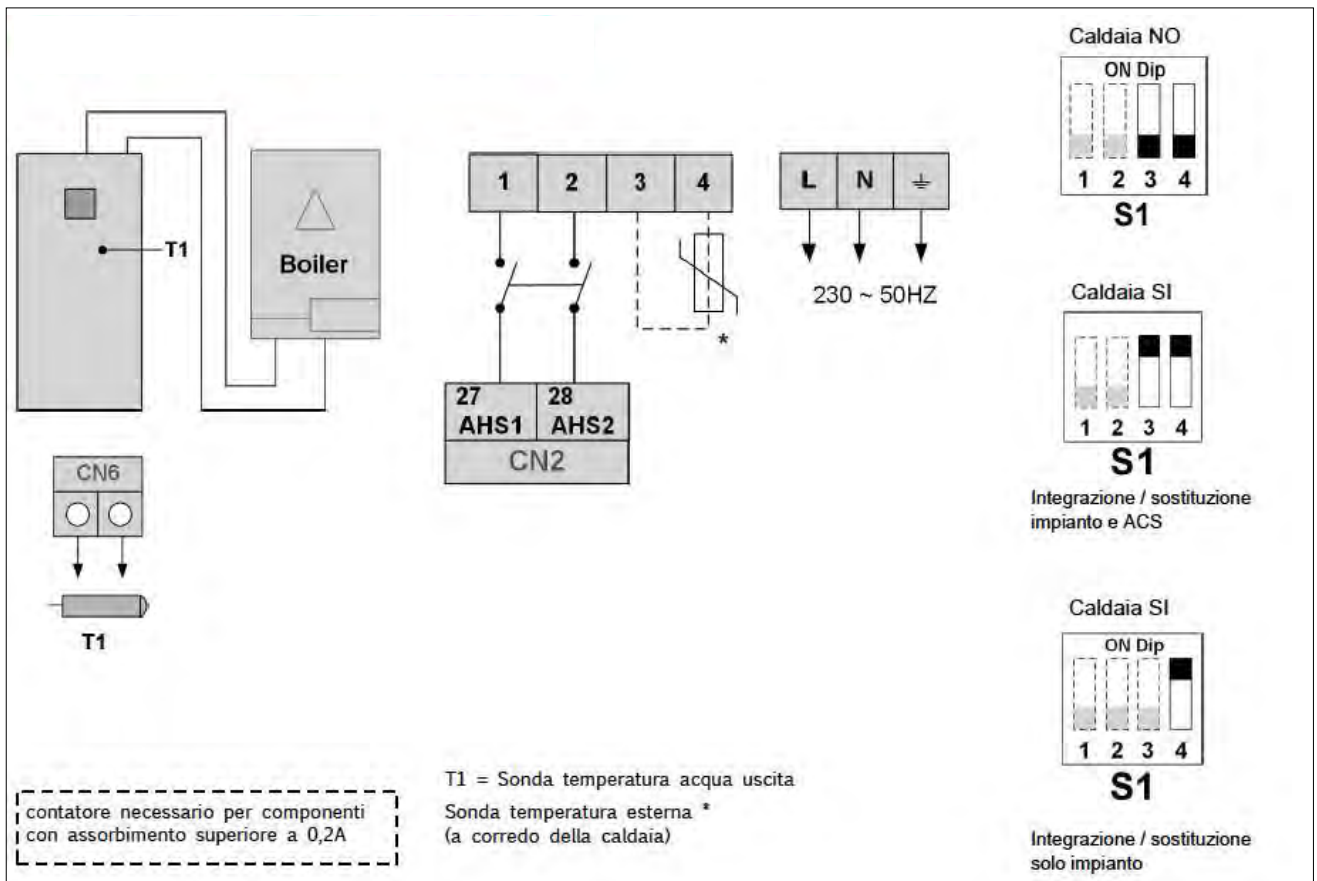 Caldaia NO
ON Dip
1 2 3 4
S1
T1
Boiler
1 2 3 4
L N
230 ~ 50HZ
*
27 28
AHS1 AHS2
CN2
Caldaia SI
1 2 3 4
S1
Integrazione / sostituzione
impianto e ACS
CN6
T1
Caldaia SI
ON Dip
1 2 3 4
S1
Integrazione / sostituzione
solo impianto
contatore necessario per componenti
con assorbimento superiore a 0,2A
T1 = Sonda temperatura acqua uscita
Sonda temperatura esterna *
(a corredo della caldaia)